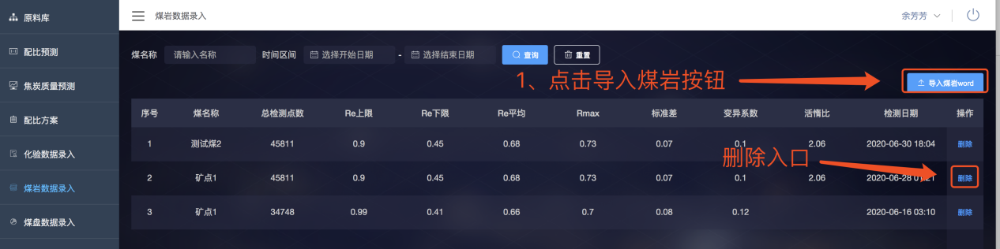 原料库
配比预测
焦炭质量预测
配比方案
化验数据录入
煤岩数据录入
煤盘数据录入
煤岩数据录入 余芳芳
煤名称 请输入名称 时间区间 选择开始日期 - 选择结束日期 查询 重置
1、点击导入煤岩按钮
导入煤岩word
序号 煤名称 总检测点数 Re上限 Re下限 Re平均 Rmax 标准差 变异系数 活惰比 检测日期 操作
1 测试煤2 45811 0.9 0.45 0.68 0.73 0.07 0.1 2.06 2020-06-30 18:04 删除
删除入口
2 矿点1 45811 0.9 0.45 0.68 0.73 0.07 0.1 2.06 2020-06-28 删除
3 矿点1 34748 0.99 0.41 0.66 0.7 0.08 0.12 2020-06-16 03:10 删除